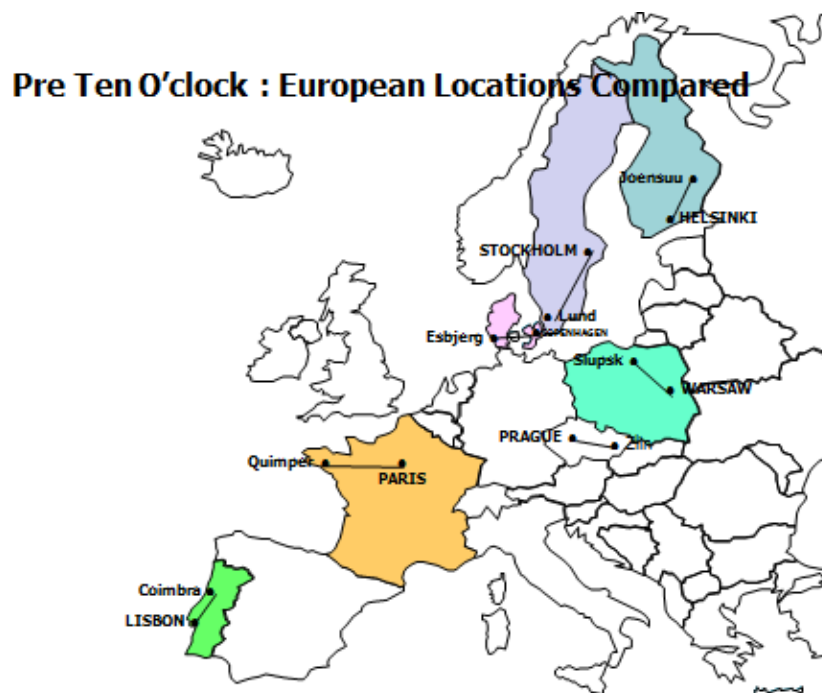 Pre Ten O'clock : European Locations Compared
Joensuu
HELSINKI
STOCKHOLM
Lund
COPENHAGEN
Esbjerg
Slupsk
WARSAW
PRAGUE
Zlin
Quimper
PARIS
Coimbra
LISBON